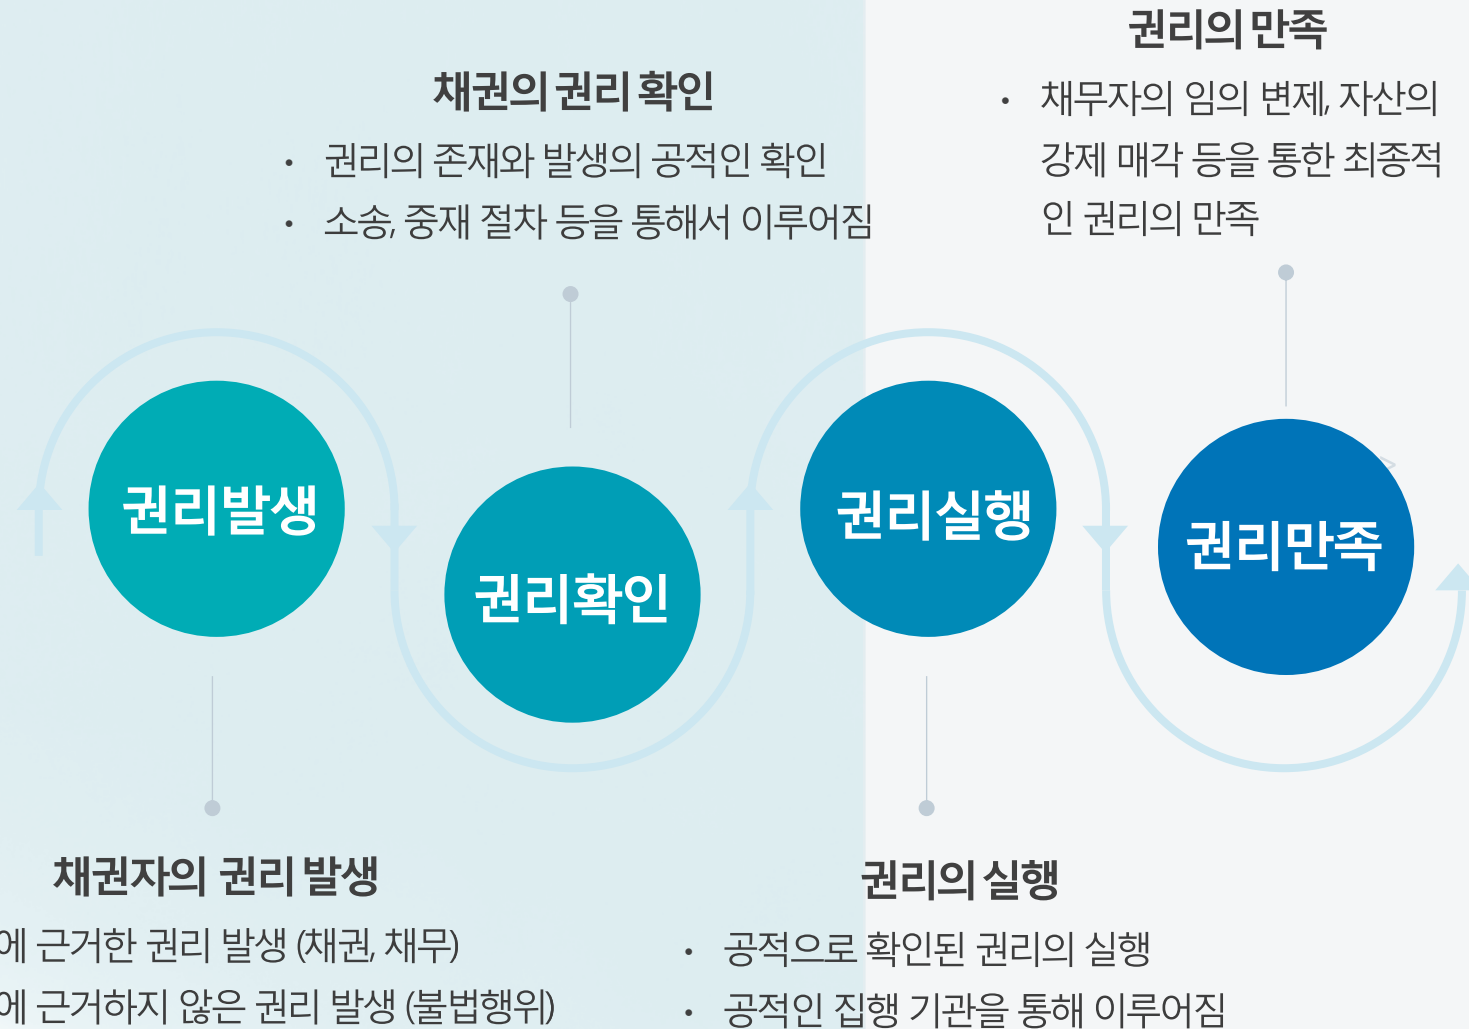 권리의 만족
• 채무자의 임의 변제, 자산의
강제 매각 등을 통한 최종적
인 권리의 만족
채권의 권리 확인
• 권리의 존재와 발생의 공적인 확인
• 소송, 중재 절차 등을 통해서 이루어짐
권리발생
권리확인
권리실행
권리만족
채권자의 권리 발생
에 근거한 권리 발생 (채권, 채무)
에 근거하지 않은 권리 발생 (불법행위)
권리의 실행
• 공적으로 확인된 권리의 실행
• 공적인 집행 기관을 통해 이루어짐